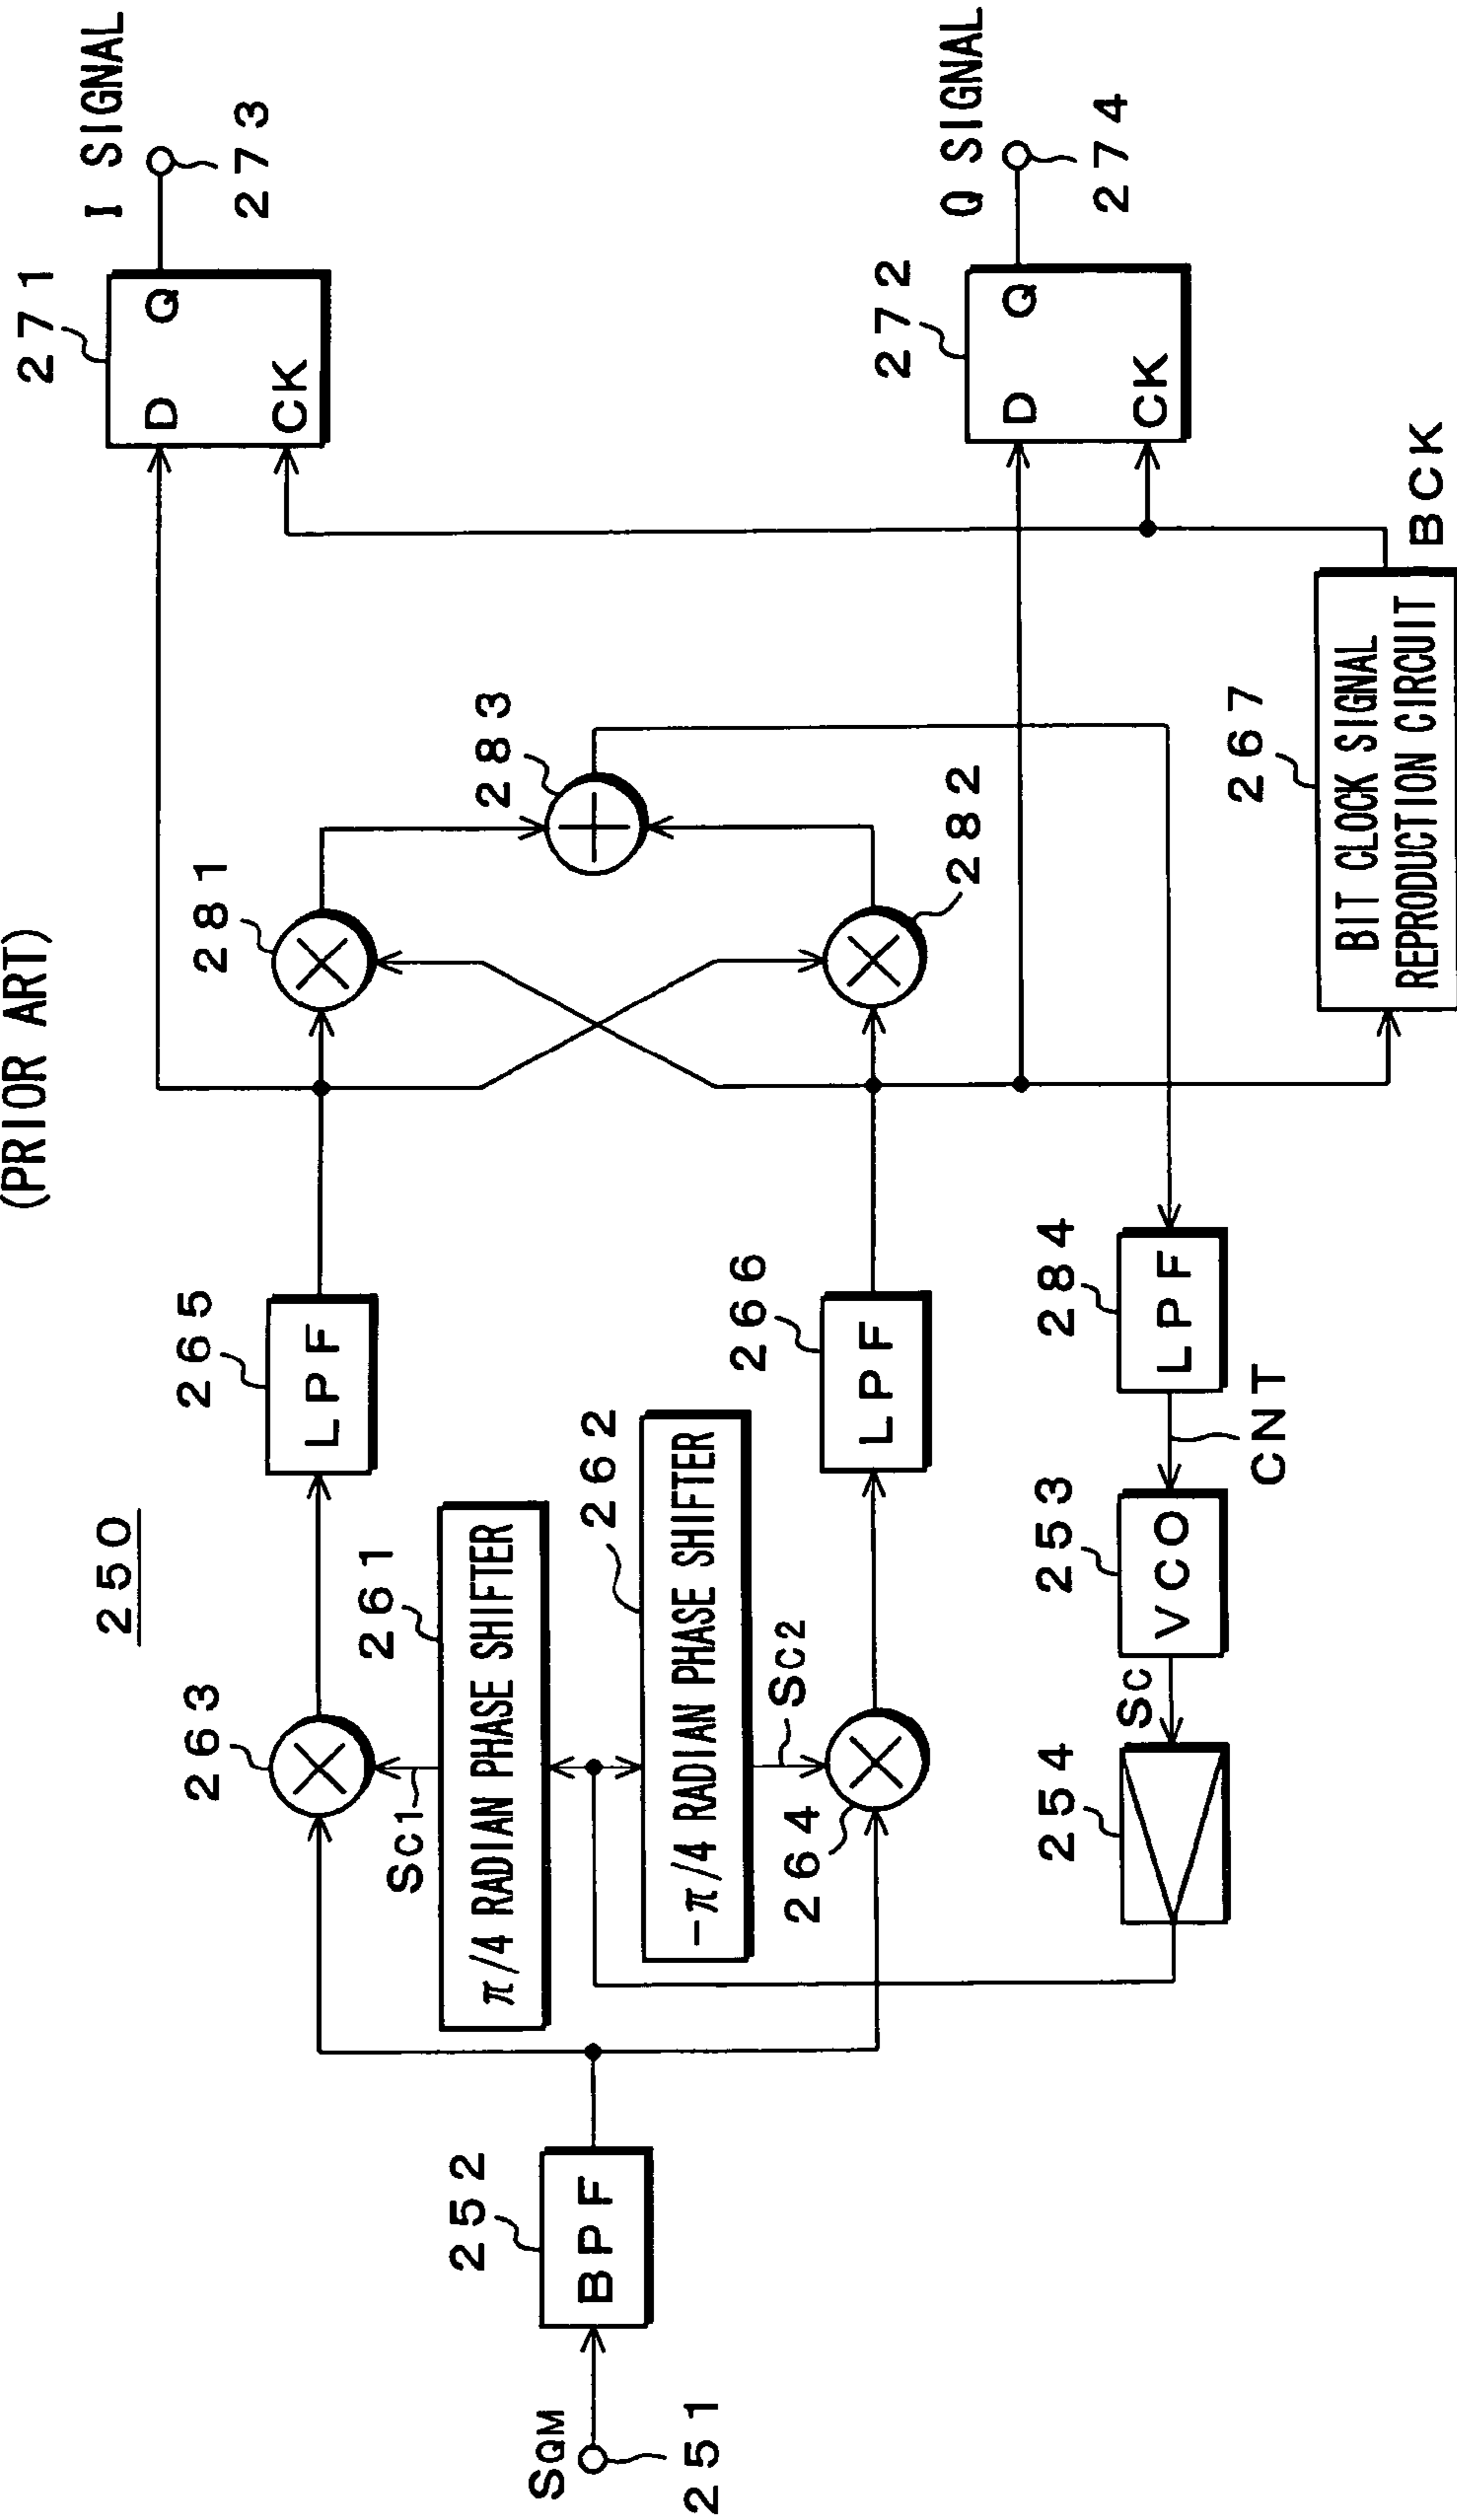 (PRIOR ART)
250
SQM
251
252
BPF
263
SC1
261
π/4 RADIAN PHASE SHIFTER
262
-π/4 RADIAN PHASE SHIFTER
SC2
264
265
LPF
266
LPF
254
SC
253
VCO
CNT
284
LPF
281
283
282
267
BIT CLOCK SIGNAL
REPRODUCTION CIRCUIT
BCK
271
D Q
CK
I SIGNAL
273
272
D Q
CK
Q SIGNAL
274